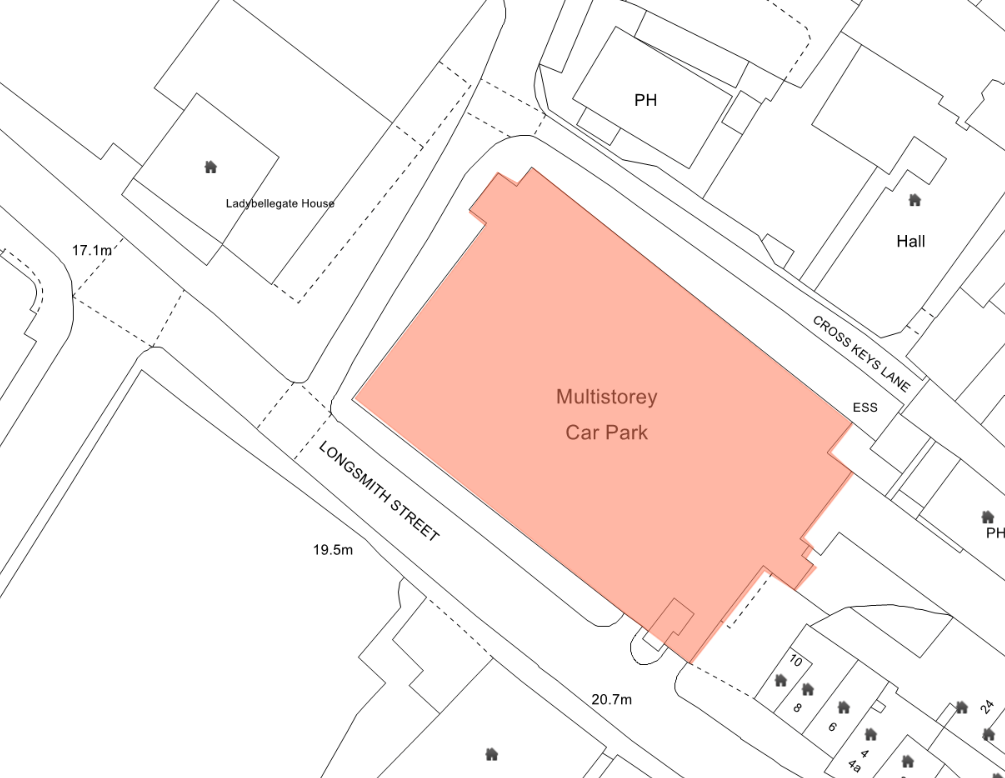 PH
Ladybellegate House
Hall
17.1m
CROSS KEYS LANE
Multistorey
Car Park
ESS
LONGSMITH STREET
PH
19.5m
10
8
6
4
4a
24
20.7m